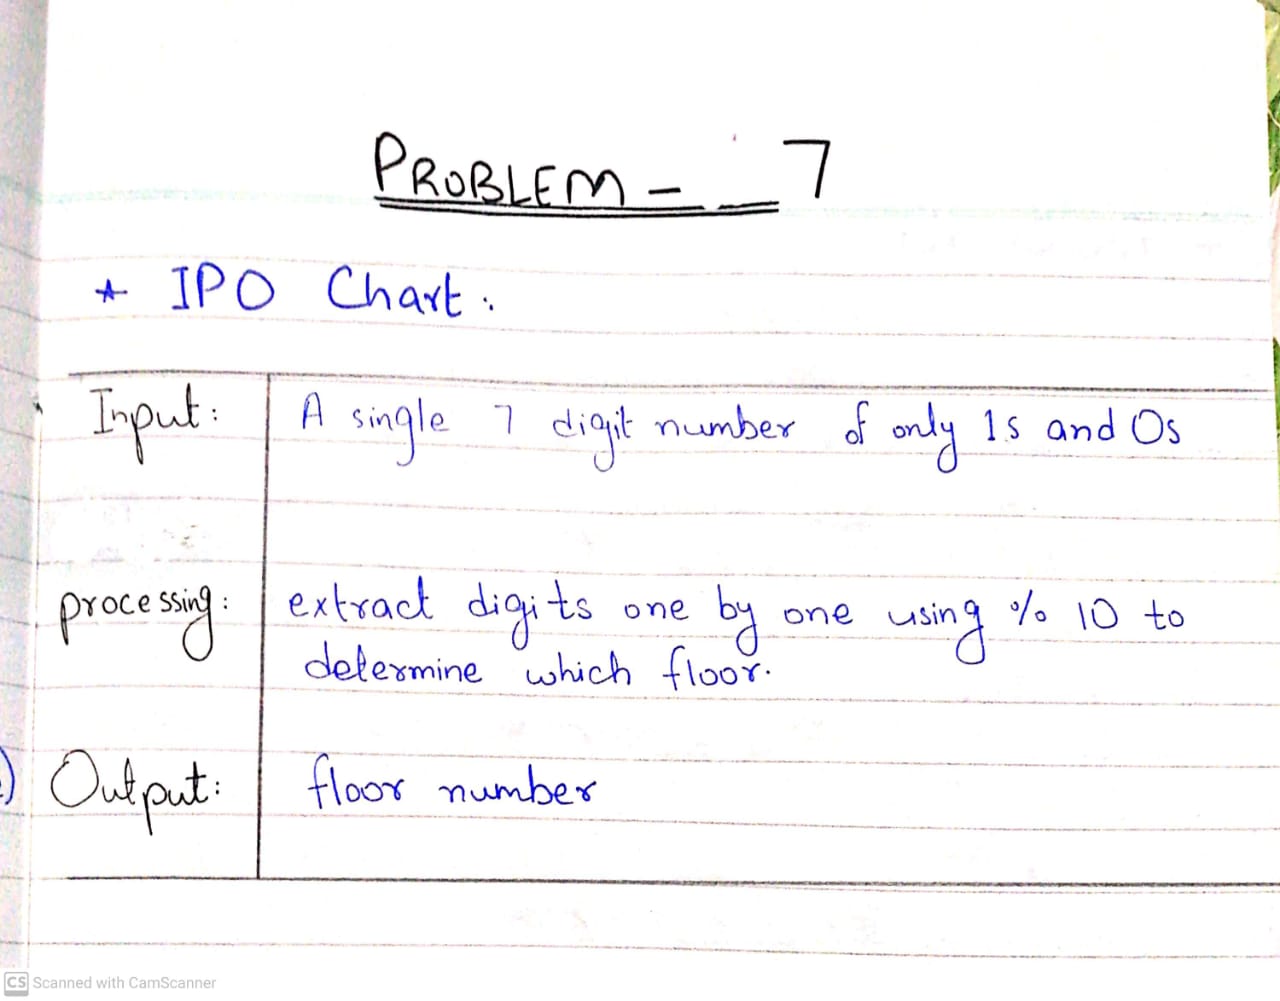 PROBLEM - 7
* IPO Chart :
Input: A single 7 digit number of only 1s and 0s
processing: extract digits one by one using % 10 to
determine which floor.
Output: floor number
CS Scanned with CamScanner